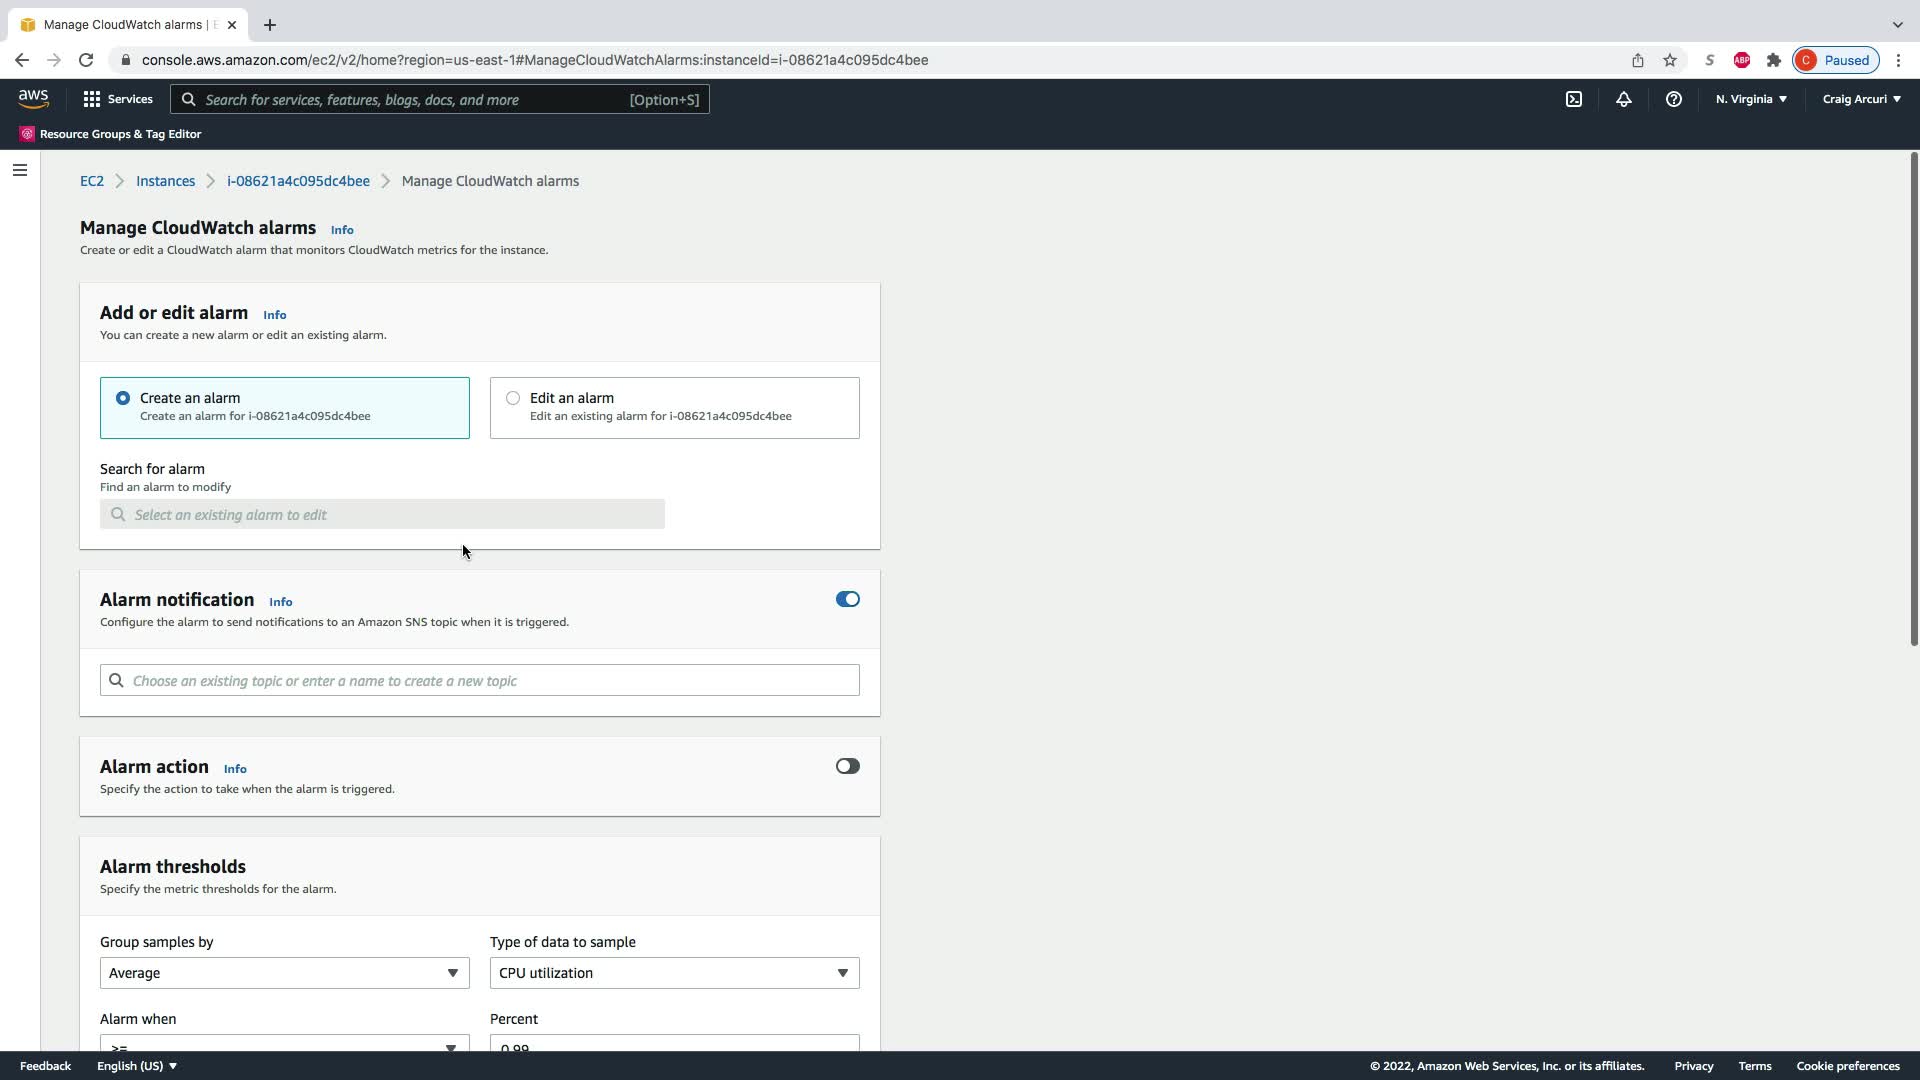 Manage CloudWatch alarms | E
console.aws.amazon.com/ec2/v2/home?region=us-east-1#ManageCloudWatchAlarms:instanceId=i-08621a4c095dc4bee
S
ABP
C Paused
aws
Services
Search for services, features, blogs, docs, and more [Option+S]
N. Virginia
Craig Arcuri
Resource Groups & Tag Editor
EC2 Instances i-08621a4c095dc4bee Manage CloudWatch alarms
Manage CloudWatch alarms Info
Create or edit a CloudWatch alarm that monitors CloudWatch metrics for the instance.
Add or edit alarm Info
You can create a new alarm or edit an existing alarm.
Create an alarm
Create an alarm for i-08621a4c095dc4bee
Edit an alarm
Edit an existing alarm for i-08621a4c095dc4bee
Search for alarm
Find an alarm to modify
Select an existing alarm to edit
Alarm notification Info
Configure the alarm to send notifications to an Amazon SNS topic when it is triggered.
Choose an existing topic or enter a name to create a new topic
Alarm action Info
Specify the action to take when the alarm is triggered.
Alarm thresholds
Specify the metric thresholds for the alarm.
Group samples by
Average
Type of data to sample
CPU utilization
Alarm when
>=
Percent
0.99
Feedback English (US) © 2022, Amazon Web Services, Inc. or its affiliates. Privacy Terms Cookie preferences